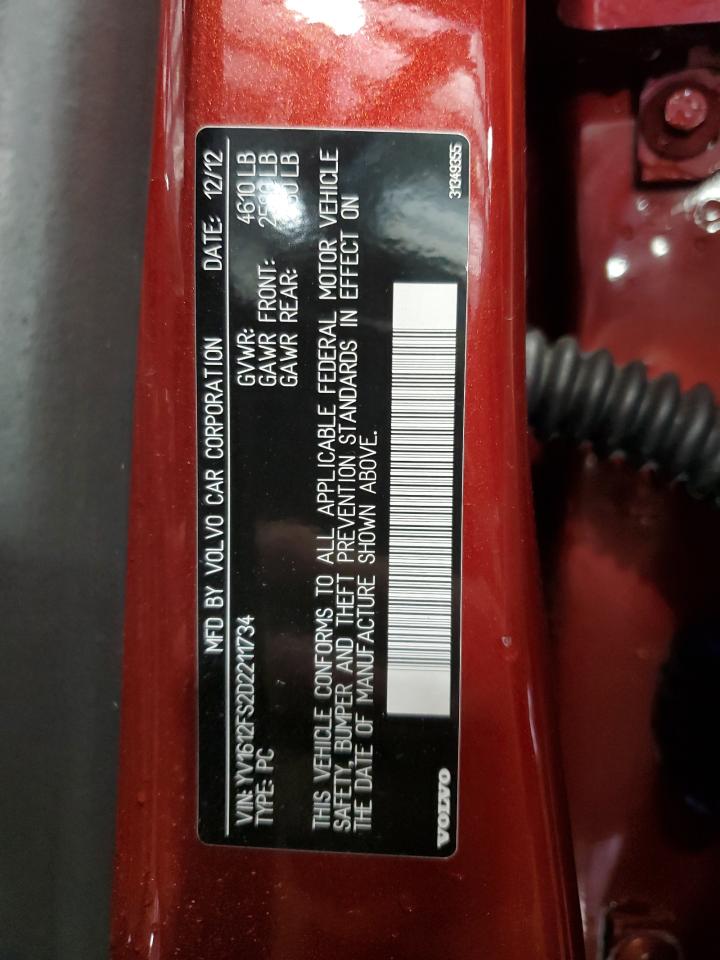 MFD BY VOLVO CAR CORPORATION DATE: 12/12
VIN: YV1612FS2D2211734 GVWR: 4610 LB
TYPE: PC GAWR FRONT: LB
GAWR REAR: LB
THIS VEHICLE CONFORMS TO ALL APPLICABLE FEDERAL MOTOR VEHICLE
SAFETY, BUMPER AND THEFT PREVENTION STANDARDS IN EFFECT ON
THE DATE OF MANUFACTURE SHOWN ABOVE.
VOLVO 31349355